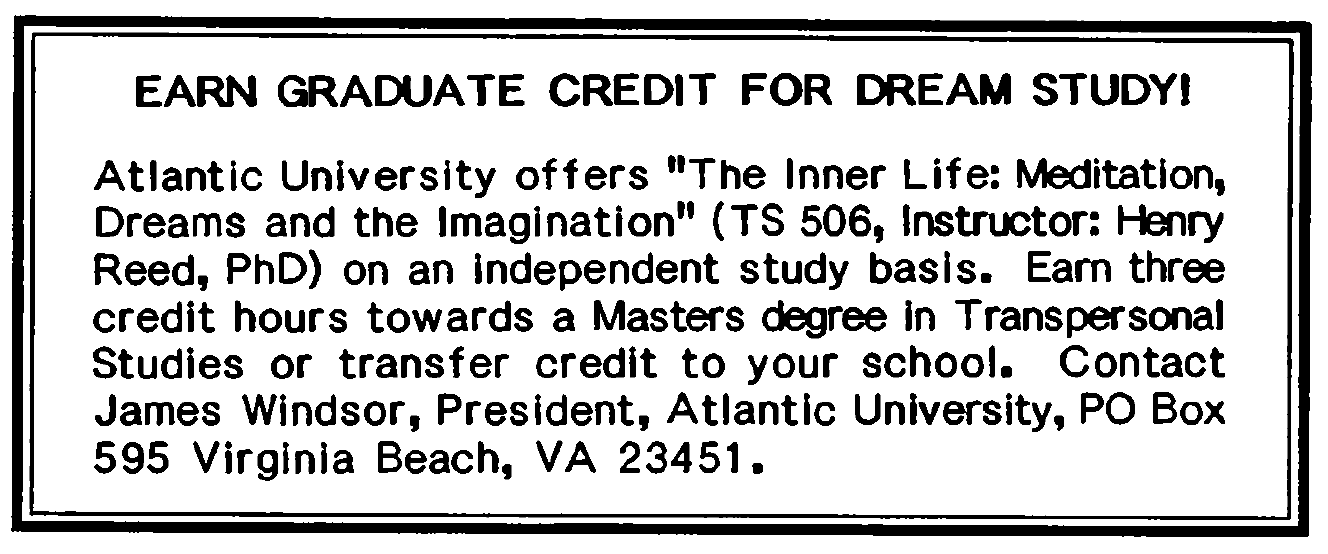 EARN GRADUATE CREDIT FOR DREAM STUDY!
Atlantic University offers "The Inner Life: Meditation,
Dreams and the Imagination" (TS 506, Instructor: Henry
Reed, PhD) on an independent study basis. Earn three
credit hours towards a Masters degree in Transpersonal
Studies or transfer credit to your school. Contact
James Windsor, President, Atlantic University, PO Box
595 Virginia Beach, VA 23451.